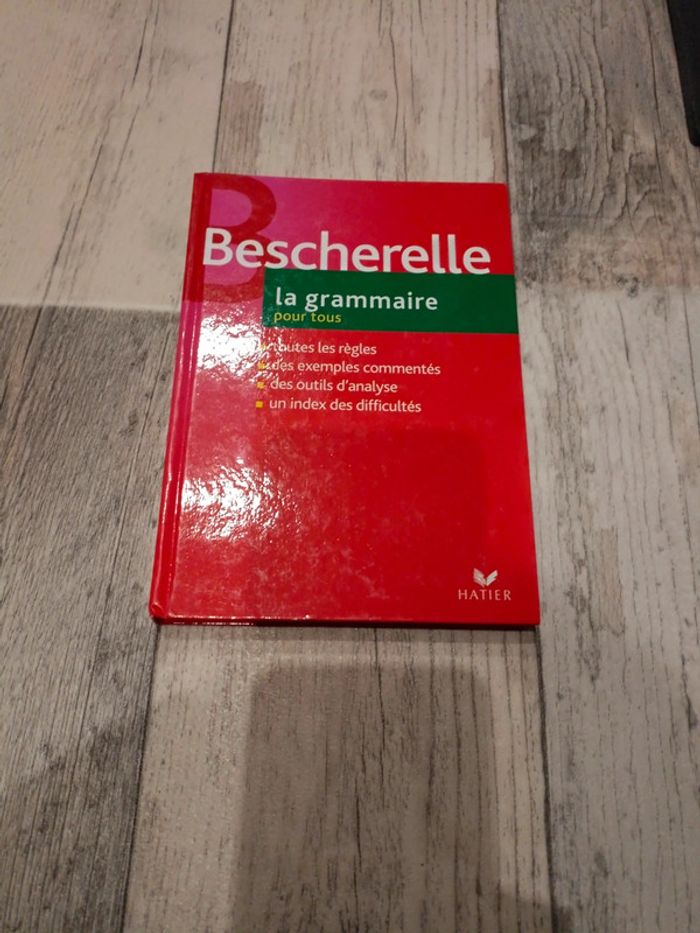 B
Bescherelle
la grammaire
pour tous
toutes les règles
des exemples commentés
des outils d'analyse
un index des difficultés
HATIER